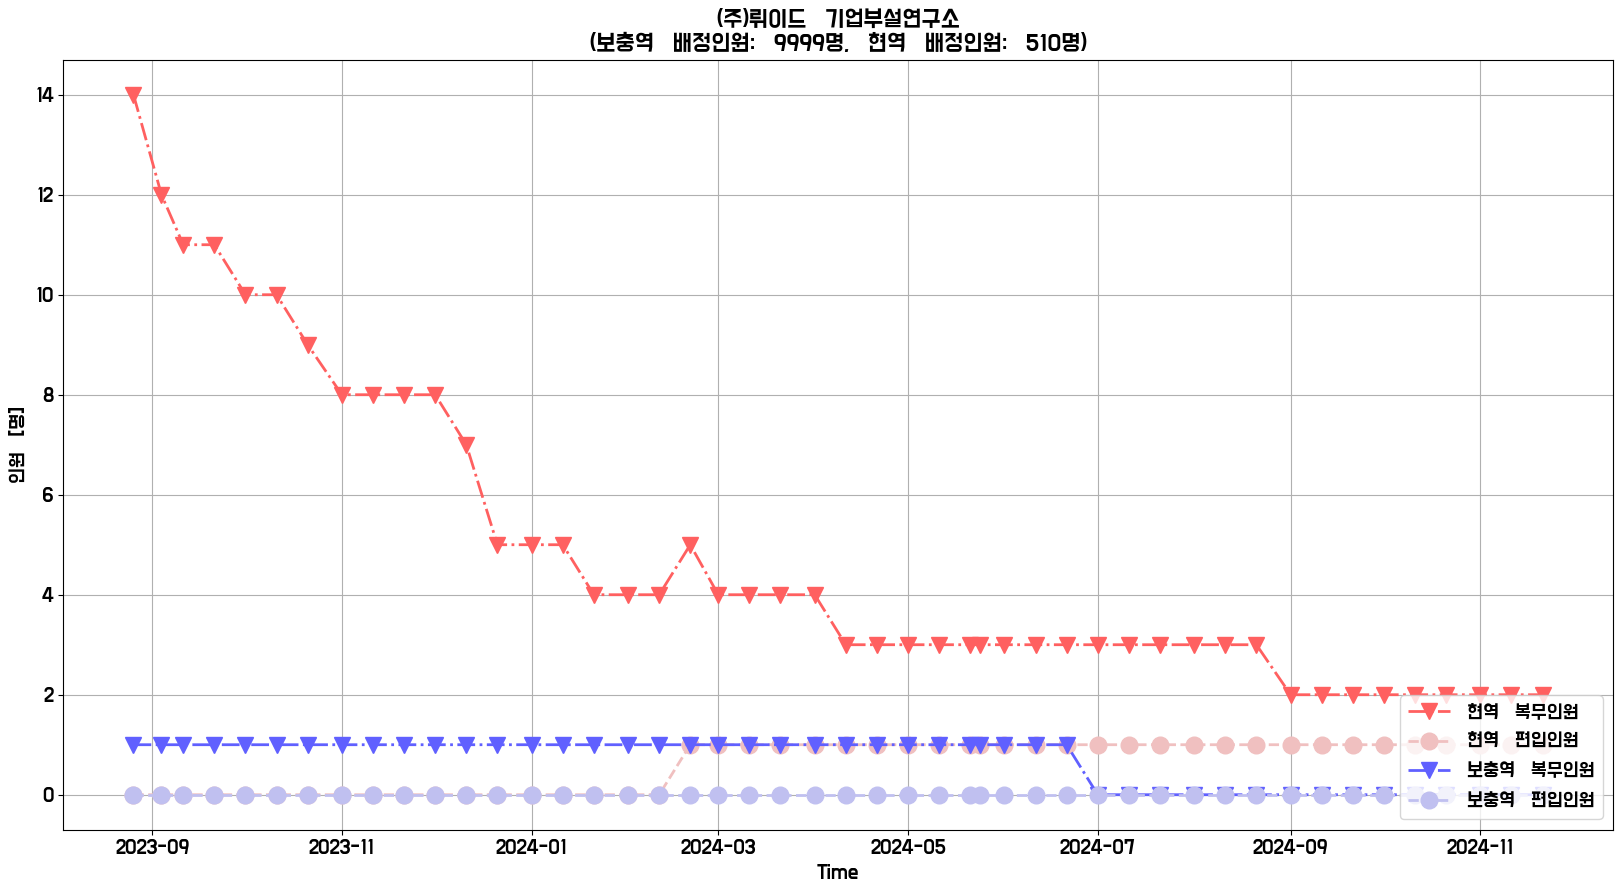 (주)뤼이드 기업부설연구소
(보충역 배정인원: 9999명, 현역 배정인원: 510명)
14
12
10
8
6
4
2
0
인원 [명]
2023-09 2023-11 2024-01 2024-03 2024-05 2024-07 2024-09 2024-11
Time
현역 복무인원
현역 편입인원
보충역 복무인원
보충역 편입인원